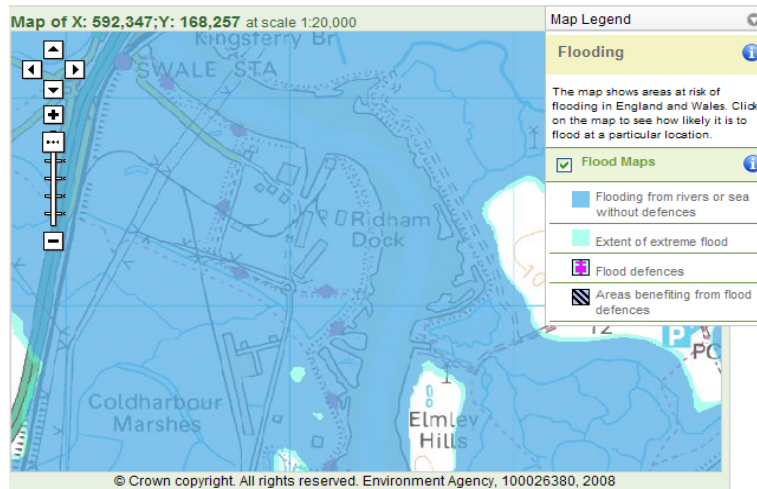 Map of X: 592,347;Y: 168,257 at scale 1:20,000
Map Legend
Kingsferry Br
SWALE STA
Ridham
Dock
10
12
P
PC
Coldharbour
Marshes
Elmley
Hills
Flooding
The map shows areas at risk of
flooding in England and Wales. Click
on the map to see how likely it is to
flood at a particular location.
Flood Maps
Flooding from rivers or sea
without defences
Extent of extreme flood
Flood defences
Areas benefiting from flood
defences
© Crown copyright. All rights reserved. Environment Agency, 100026380, 2008